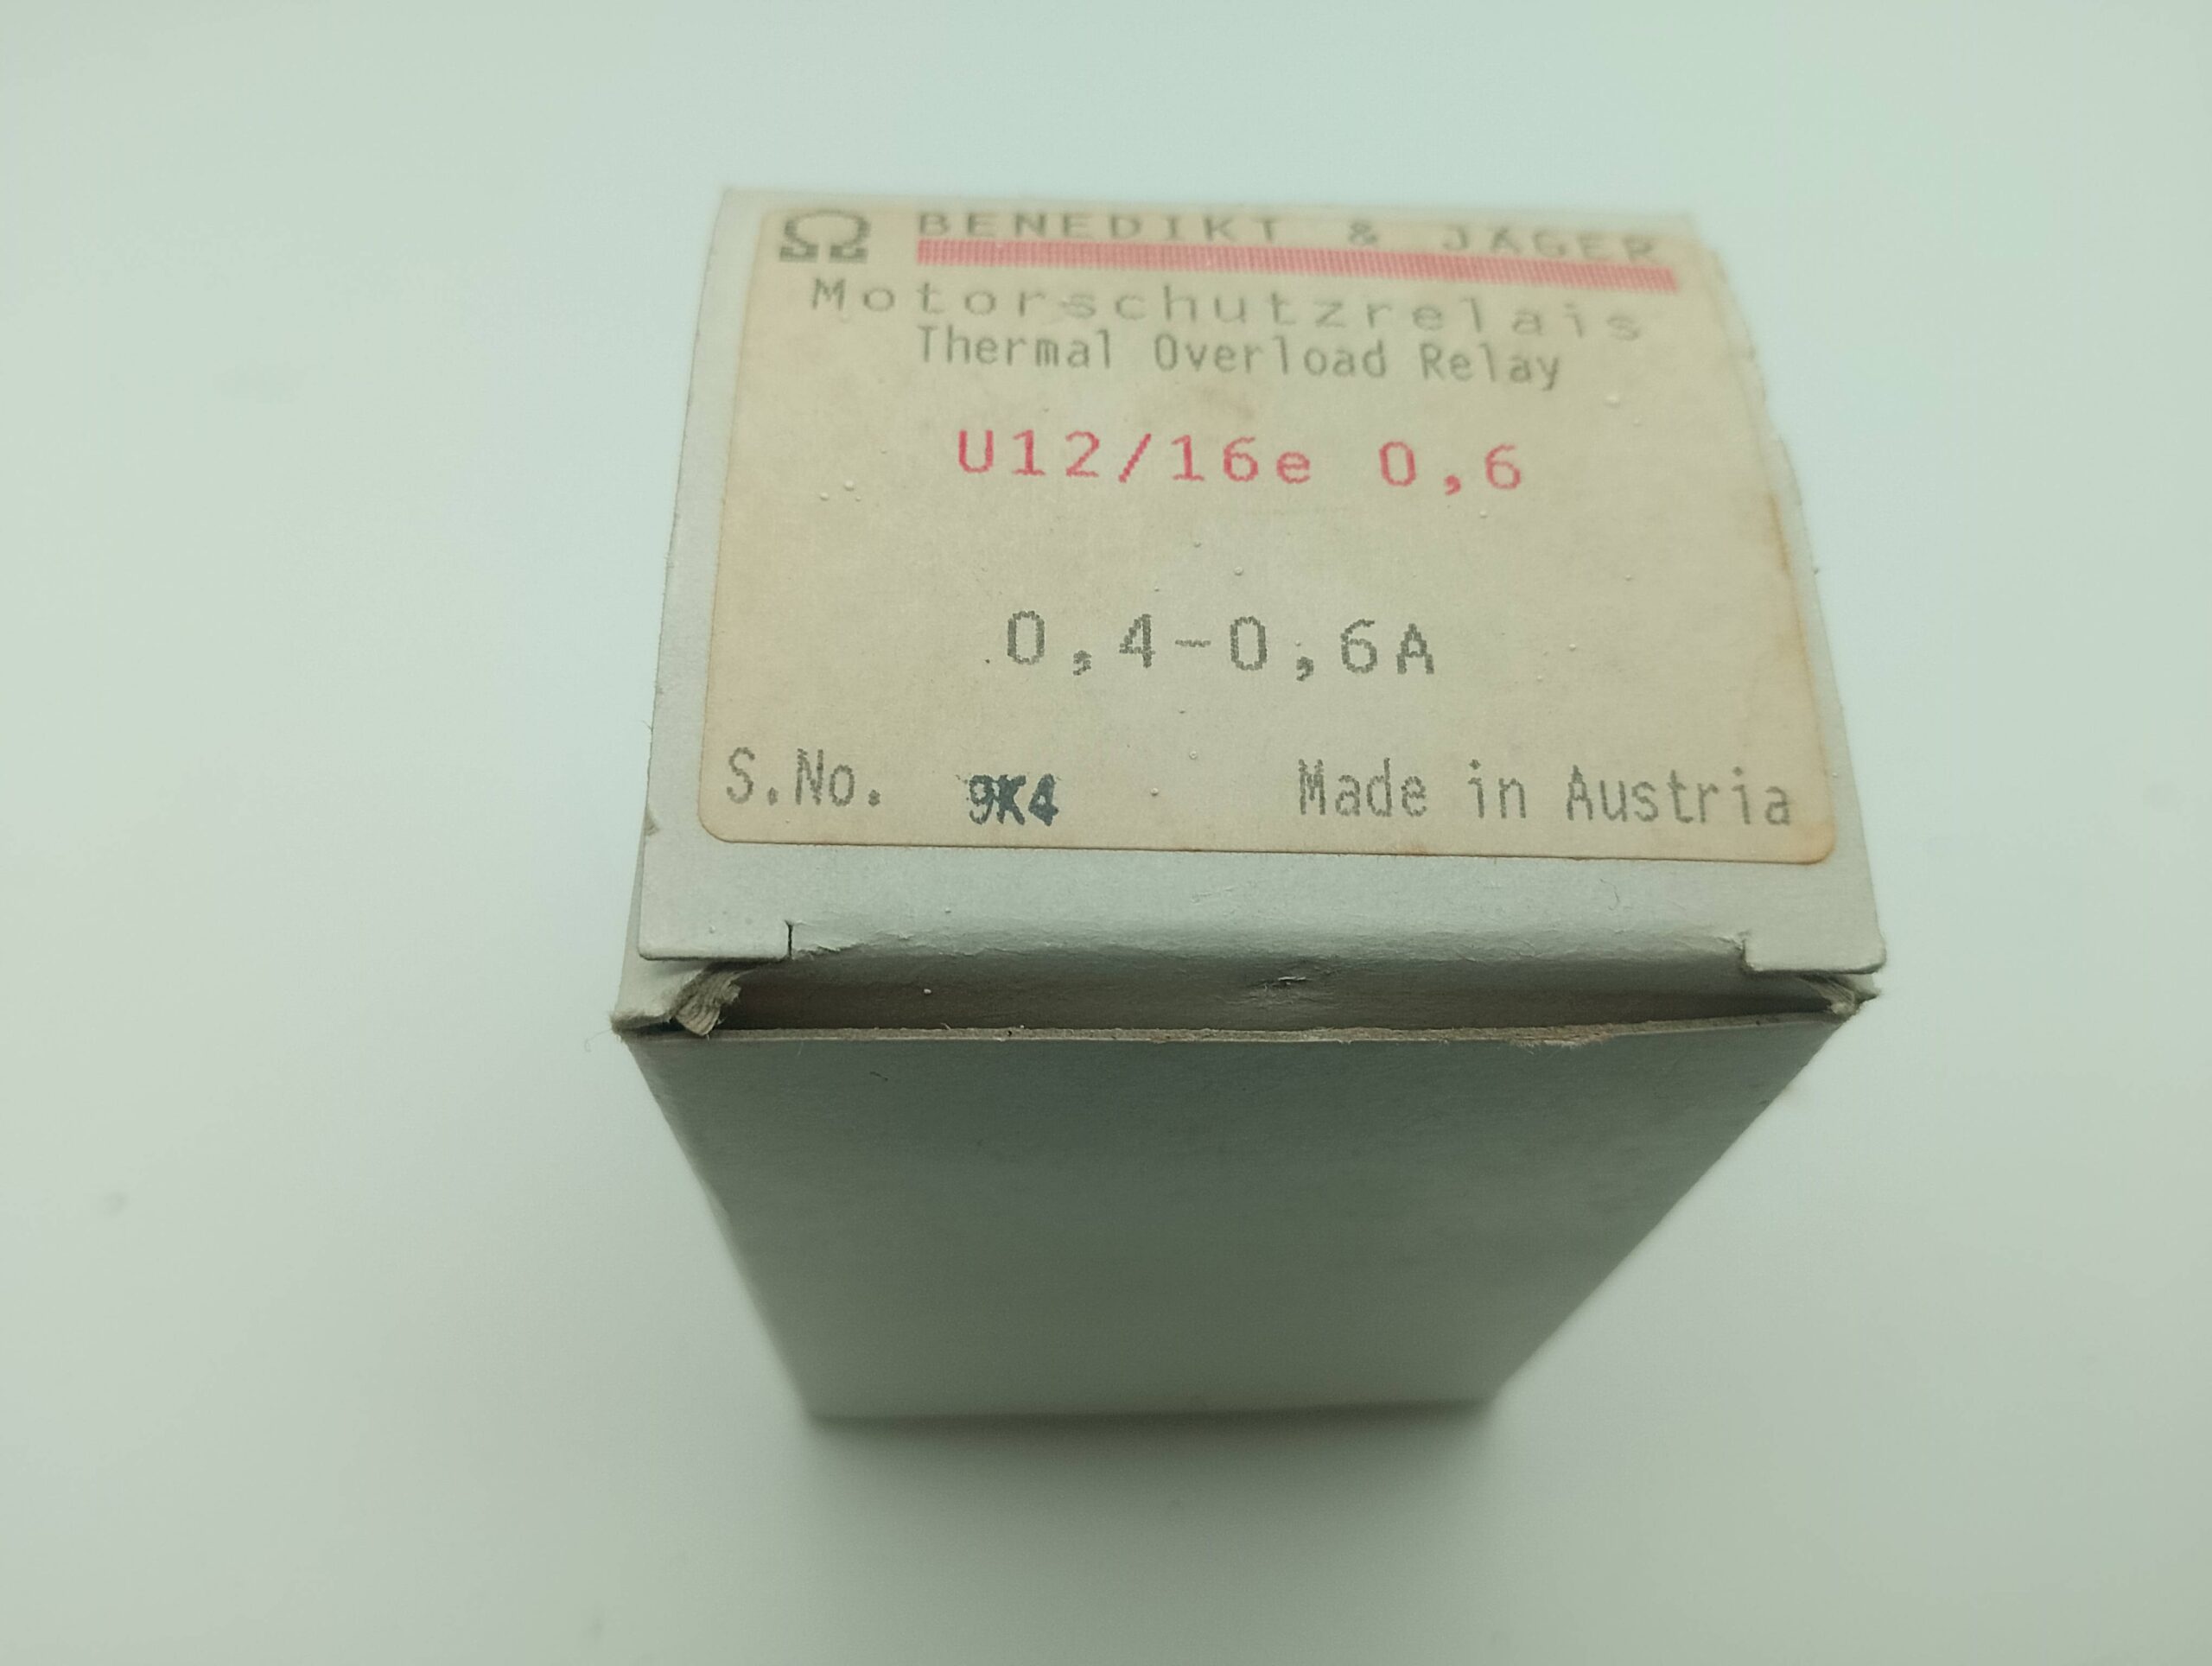 Ω BENEDIKT & JÄGER
Motorschutzrelais
Thermal Overload Relay
U12/16e 0,6
0,4-0,6A
S.No. 9K4 Made in Austria